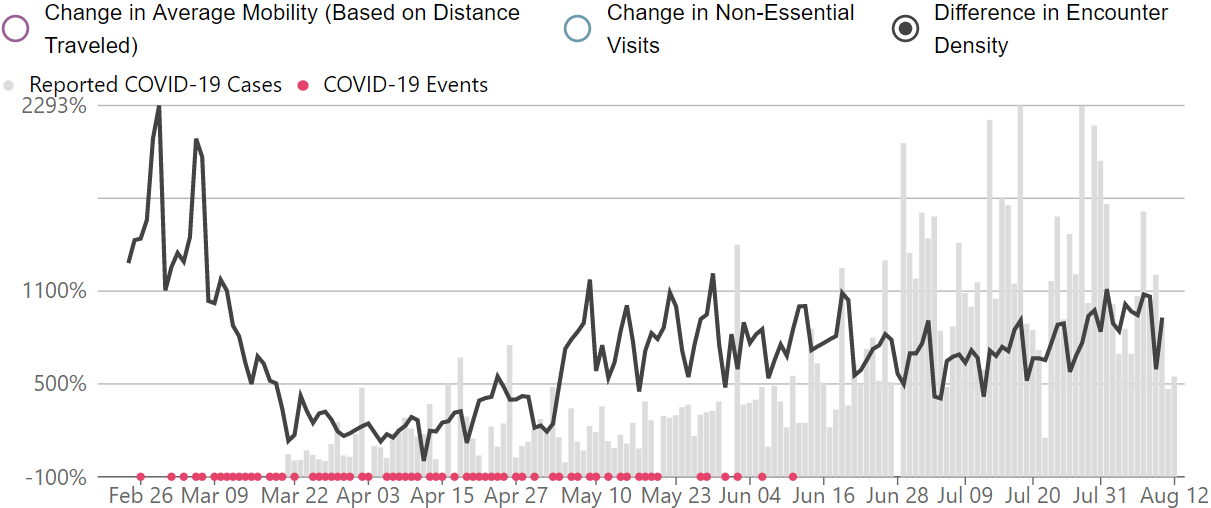 Change in Average Mobility (Based on Distance Traveled)
Change in Non-Essential Visits
Difference in Encounter Density
Reported COVID-19 Cases
COVID-19 Events
2293%
1100%
500%
-100%
Feb 26
Mar 09
Mar 22
Apr 03
Apr 15
Apr 27
May 10
May 23
Jun 04
Jun 16
Jun 28
Jul 09
Jul 20
Jul 31
Aug 12